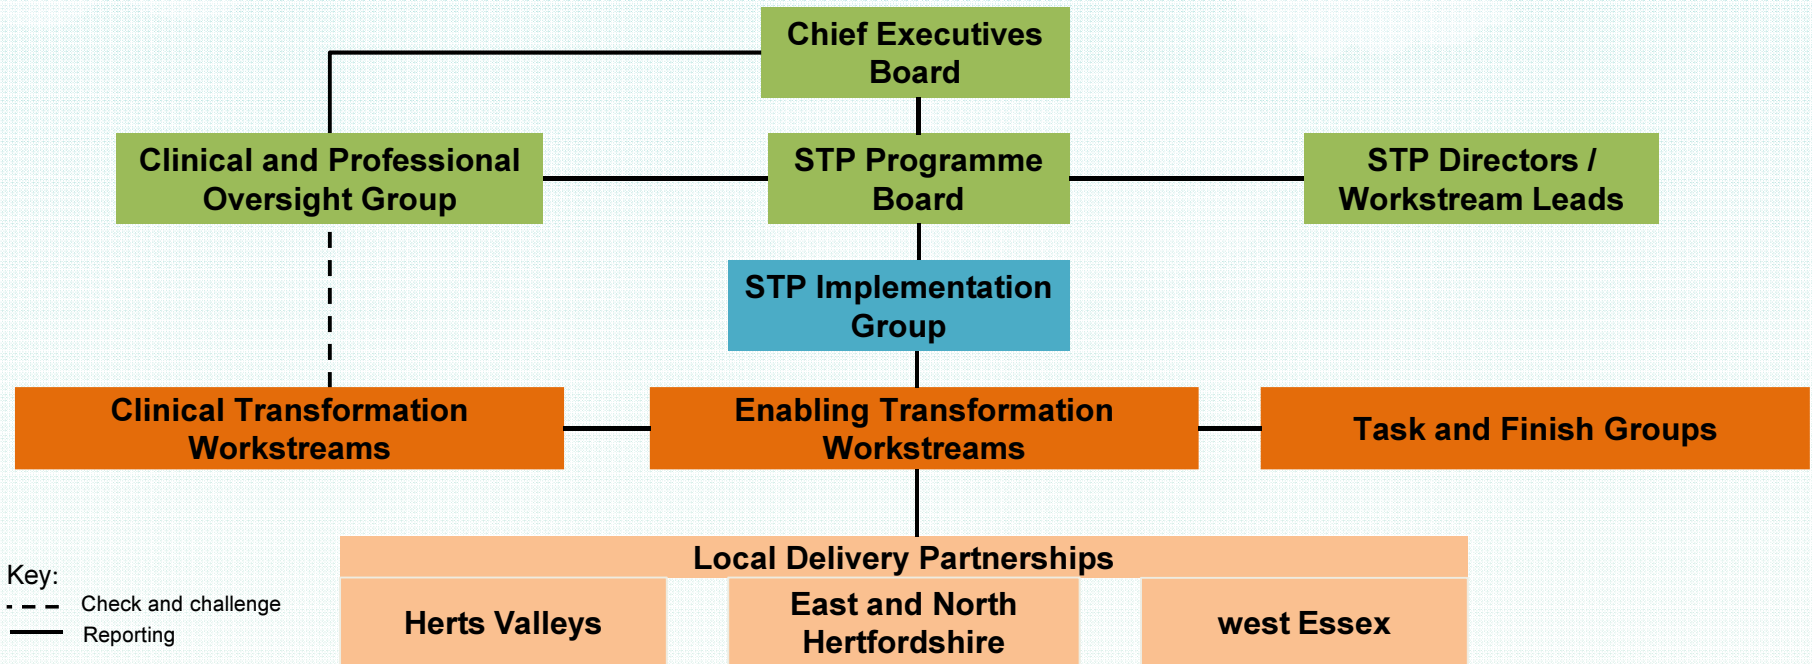 Chief Executives
Board
Clinical and Professional
Oversight Group
STP Programme
Board
STP Directors /
Workstream Leads
STP Implementation
Group
Clinical Transformation
Workstreams
Enabling Transformation
Workstreams
Task and Finish Groups
Local Delivery Partnerships
Herts Valleys
East and North
Hertfordshire
west Essex
Key:
Check and challenge
Reporting